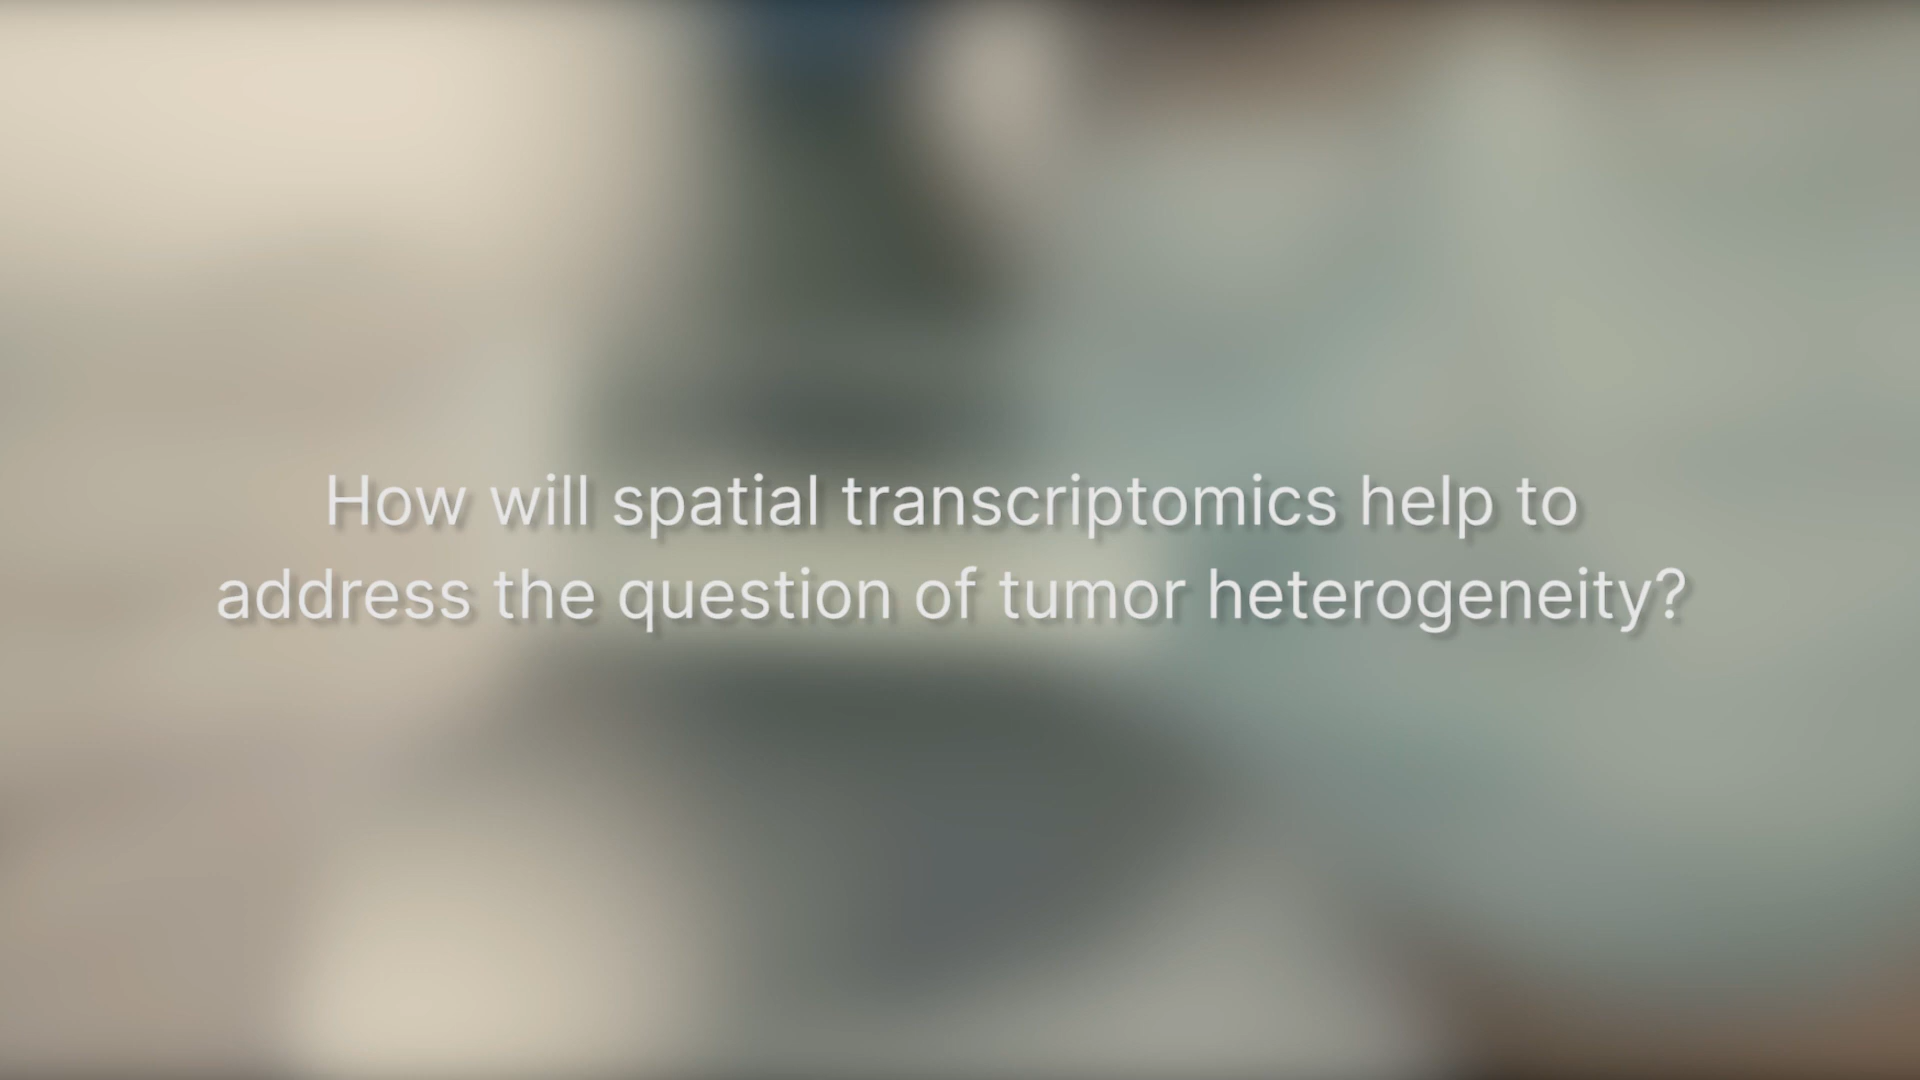 How will spatial transcriptomics help to
address the question of tumor heterogeneity?